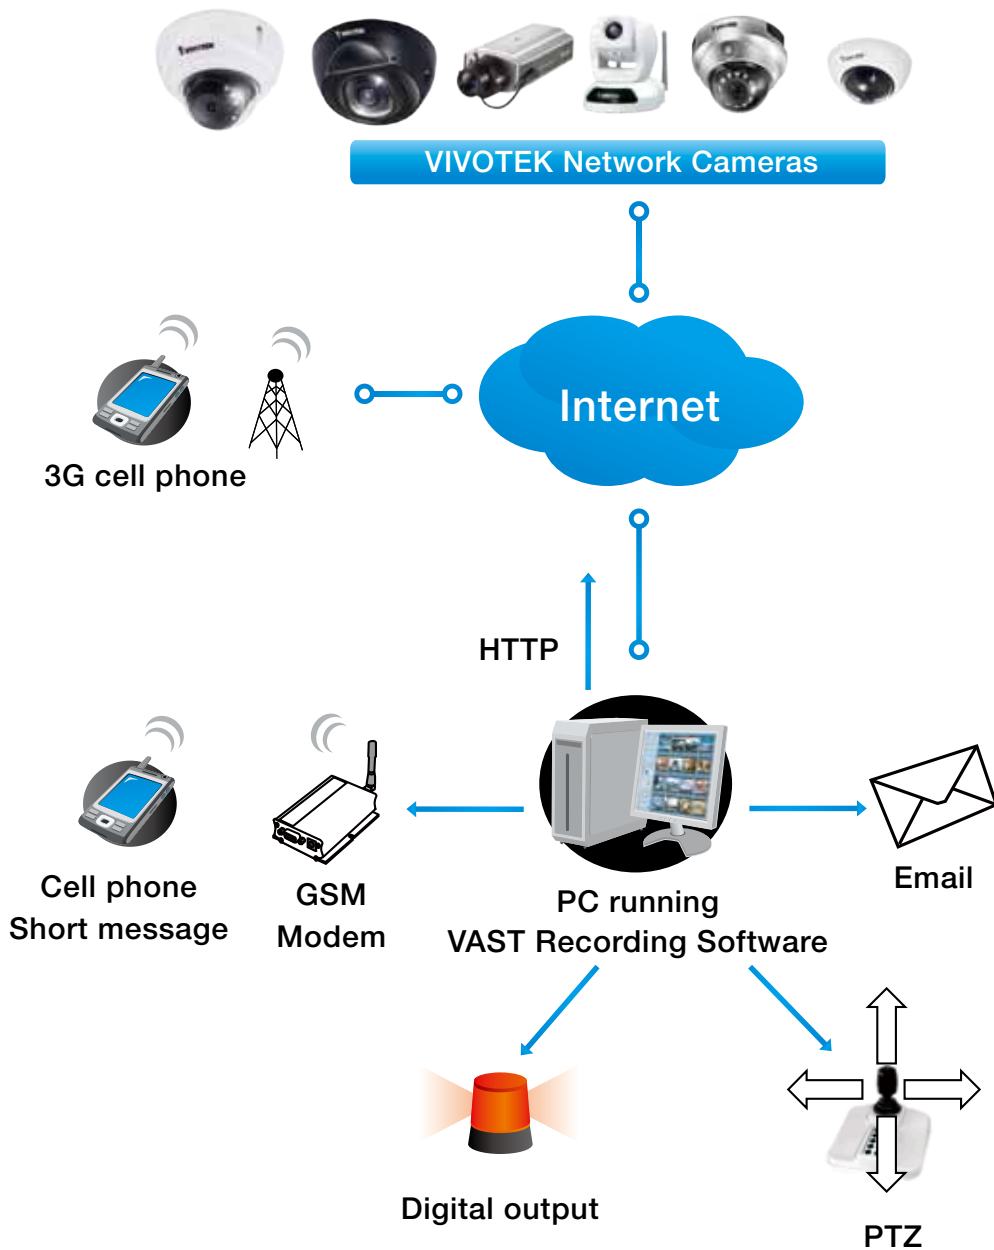 VIVOTEK Network Cameras
Internet
3G cell phone
HTTP
Cell phone
Short message
GSM
Modem
PC running
VAST Recording Software
Email
Digital output
PTZ